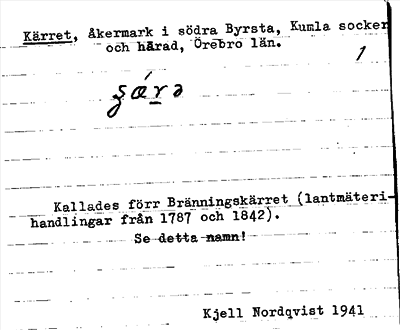 Kärret, åkermark i södra Byrsta, Kumla socken
och härad, Örebro län.
1
Kallades förr Bränningskärret (lantmäteri-
handlingar från 1787 och 1842).
Se detta namn!
Kjell Nordqvist 1941